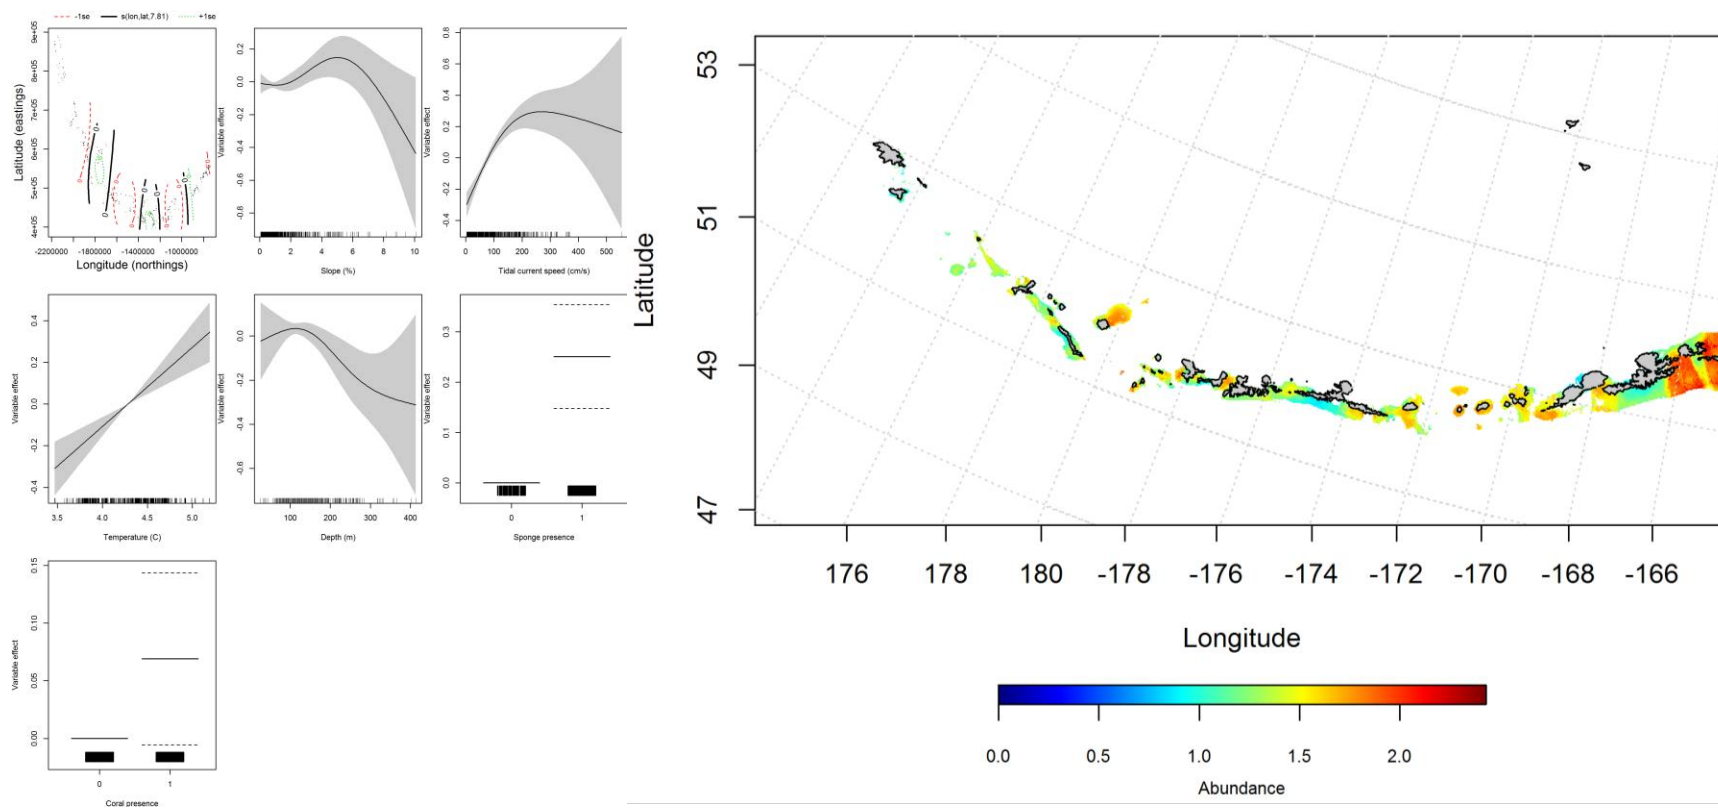 -1se s(lon,lat,7.81) +1se
Latitude (eastings)
4e+05 5e+05 6e+05 7e+05 8e+05 9e+05
-2200000 -1800000 -1400000 -1000000
Longitude (northings)
Variable effect
0.2 0.0 -0.2 -0.4 -0.6 -0.8
0 2 4 6 8 10
Slope (%)
Variable effect
0.8 0.6 0.4 0.2 0.0 -0.2 -0.4
0 100 200 300 400 500
Tidal current speed (cm/s)
Variable effect
0.4 0.2 0.0 -0.2 -0.4
3.5 4.0 4.5 5.0
Temperature (C)
Variable effect
0.0 -0.2 -0.4 -0.6
100 200 300 400
Depth (m)
Variable effect
0.3 0.2 0.1 0.0
0 1
Sponge presence
Variable effect
0.15 0.10 0.05 0.00
0 1
Coral presence
Latitude
53
51
49
47
176 178 180 -178 -176 -174 -172 -170 -168 -166
Longitude
0.0 0.5 1.0 1.5 2.0
Abundance